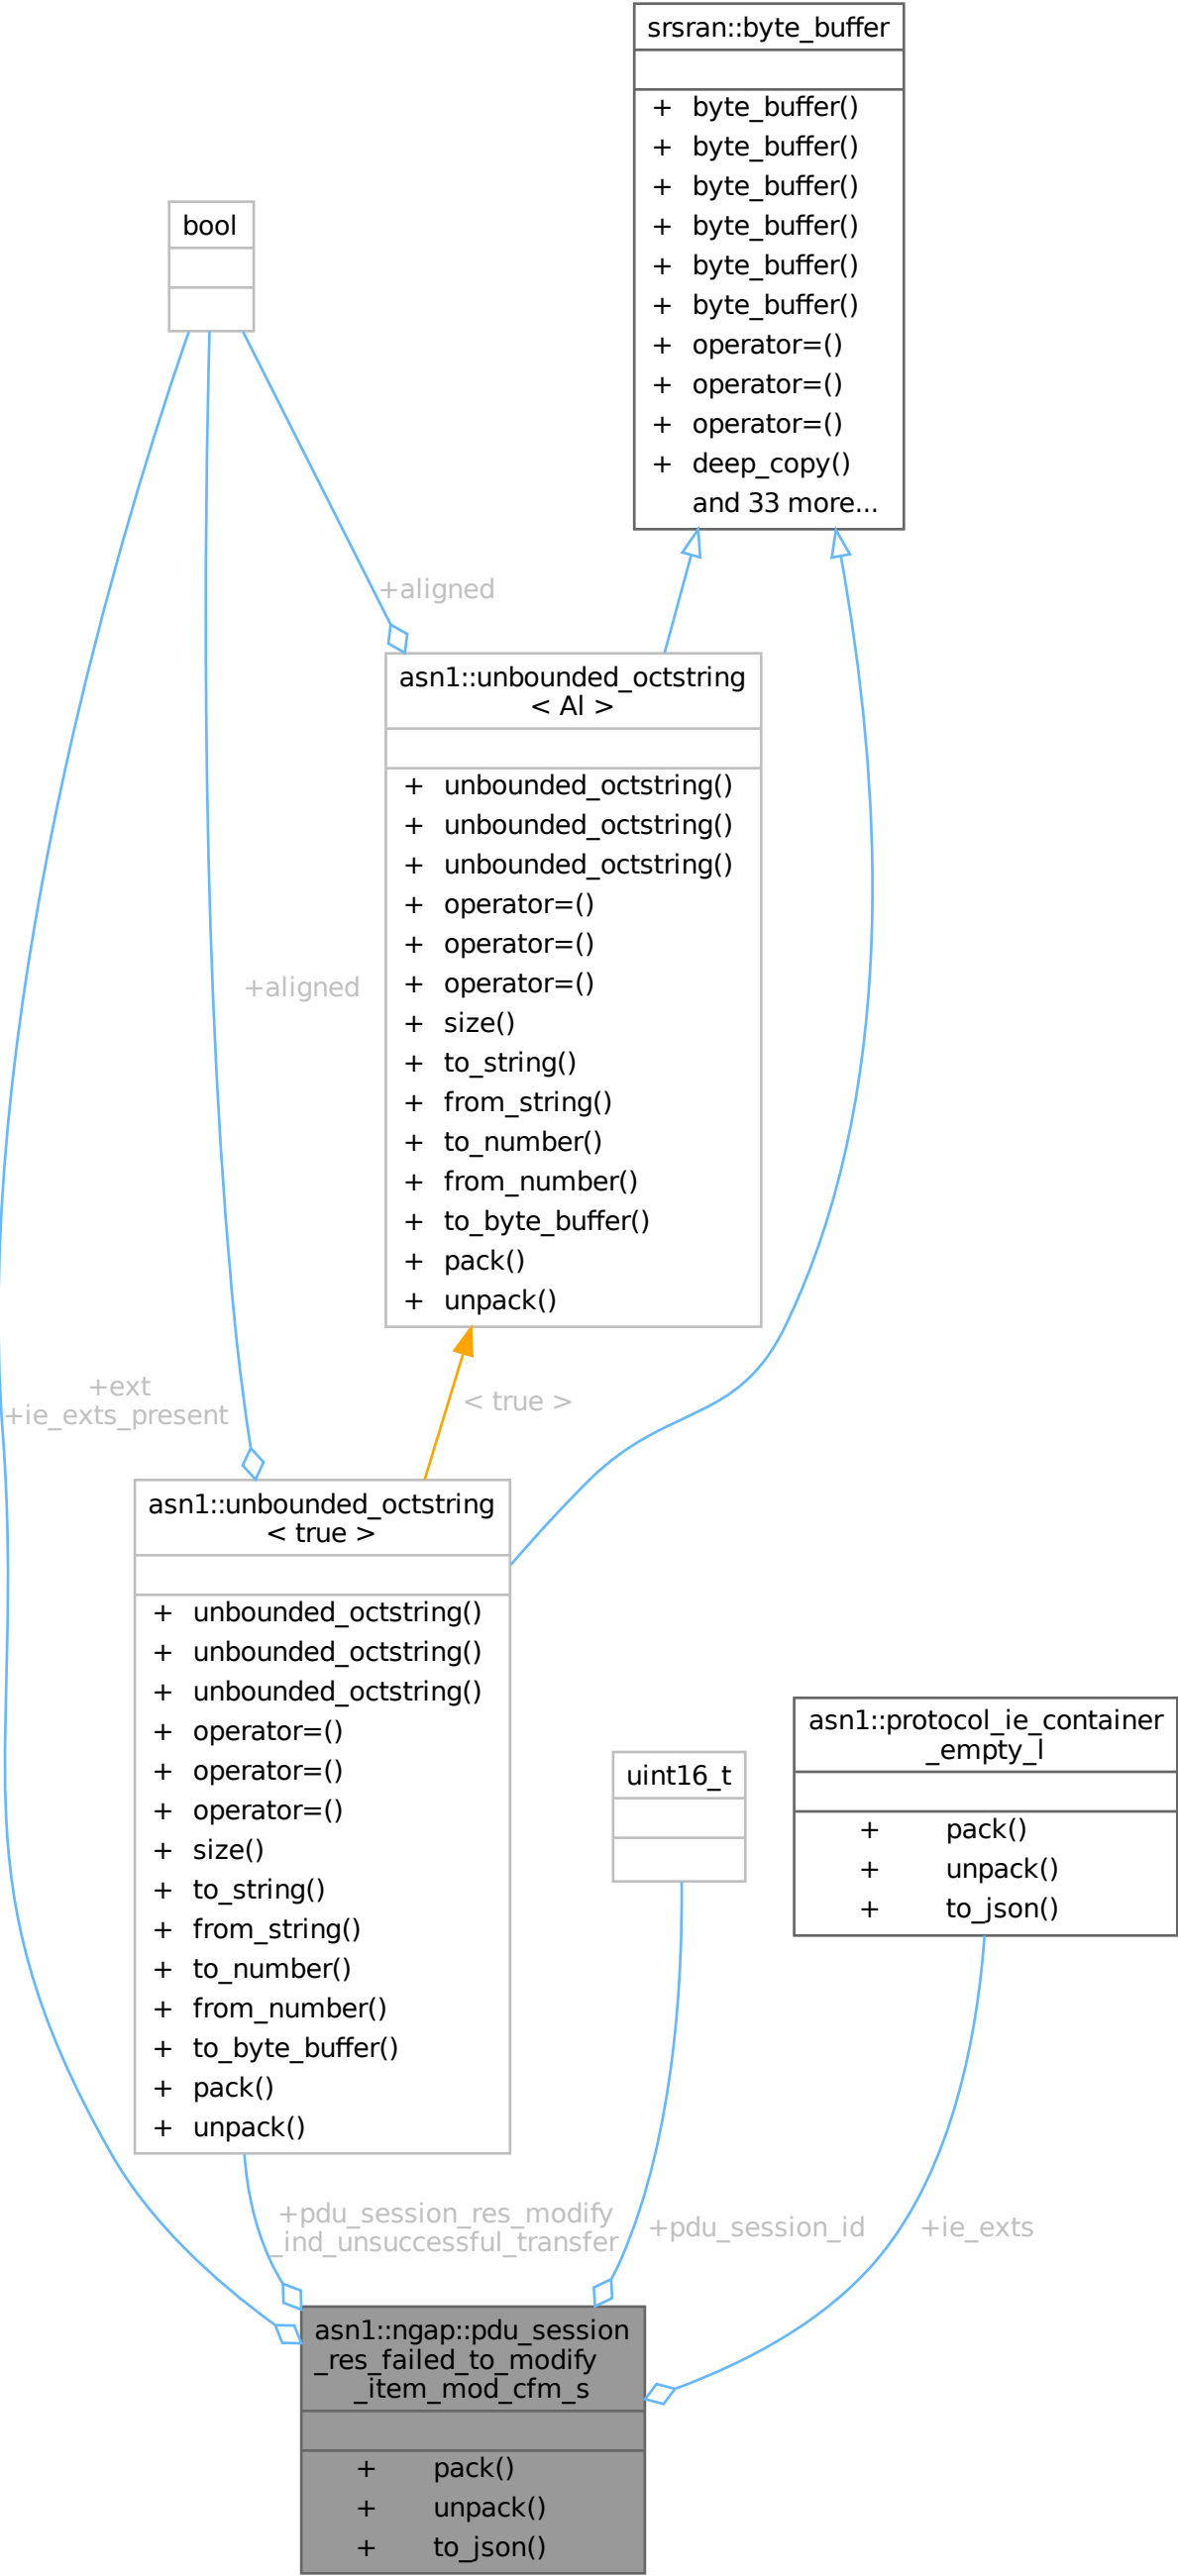 srsran::byte_buffer
+ byte_buffer()
+ byte_buffer()
+ byte_buffer()
+ byte_buffer()
+ byte_buffer()
+ byte_buffer()
+ operator=()
+ operator=()
+ operator=()
+ deep_copy()
and 33 more...
bool
+aligned
asn1::unbounded_octstring
< Al >
+ unbounded_octstring()
+ unbounded_octstring()
+ unbounded_octstring()
+ operator=()
+ operator=()
+ operator=()
+ size()
+ to_string()
+ from_string()
+ to_number()
+ from_number()
+ to_byte_buffer()
+ pack()
+ unpack()
+aligned
+ext
+ie_exts_present
< true >
asn1::unbounded_octstring
< true >
+ unbounded_octstring()
+ unbounded_octstring()
+ unbounded_octstring()
+ operator=()
+ operator=()
+ operator=()
+ size()
+ to_string()
+ from_string()
+ to_number()
+ from_number()
+ to_byte_buffer()
+ pack()
+ unpack()
uint16_t
asn1::protocol_ie_container
_empty_l
+ pack()
+ unpack()
+ to_json()
+pdu_session_res_modify
_ind_unsuccessful_transfer
+pdu_session_id
+ie_exts
asn1::ngap::pdu_session
_res_failed_to_modify
_item_mod_cfm_s
+ pack()
+ unpack()
+ to_json()